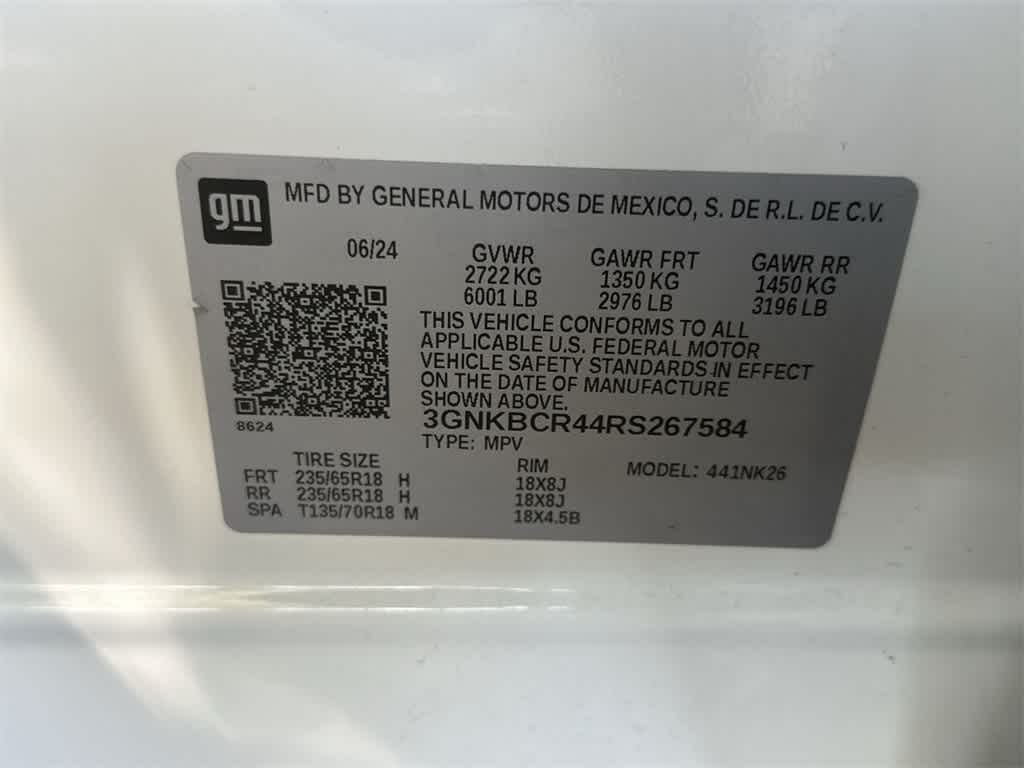 gm MFD BY GENERAL MOTORS DE MEXICO, S. DE R.L. DE C.V.
06/24 GVWR GAWR FRT GAWR RR
2722 KG 1350 KG 1450 KG
6001 LB 2976 LB 3196 LB
THIS VEHICLE CONFORMS TO ALL
APPLICABLE U.S. FEDERAL MOTOR
VEHICLE SAFETY STANDARDS IN EFFECT
ON THE DATE OF MANUFACTURE
SHOWN ABOVE.
8624 3GNKBCR44RS267584
TYPE: MPV
TIRE SIZE RIM MODEL: 441NK26
FRT 235/65R18 H 18X8J
RR 235/65R18 H 18X8J
SPA T135/70R18 M 18X4.5B